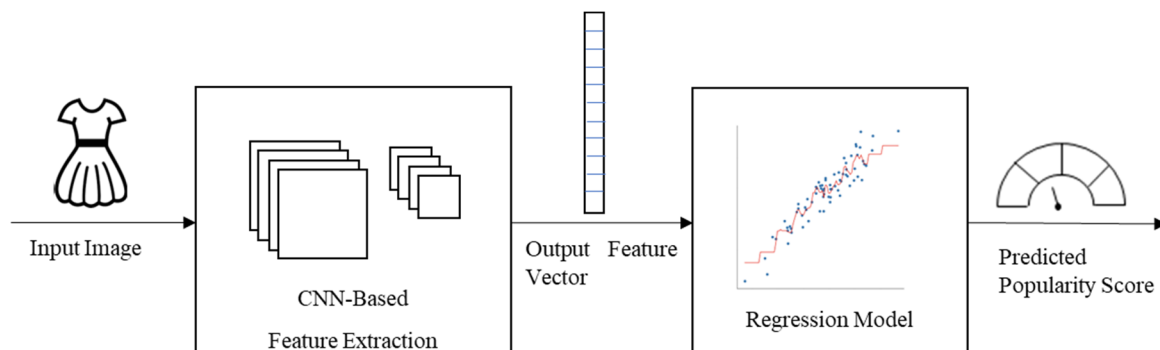 Input Image
CNN-Based
Feature Extraction
Output Feature
Vector
Regression Model
Predicted
Popularity Score